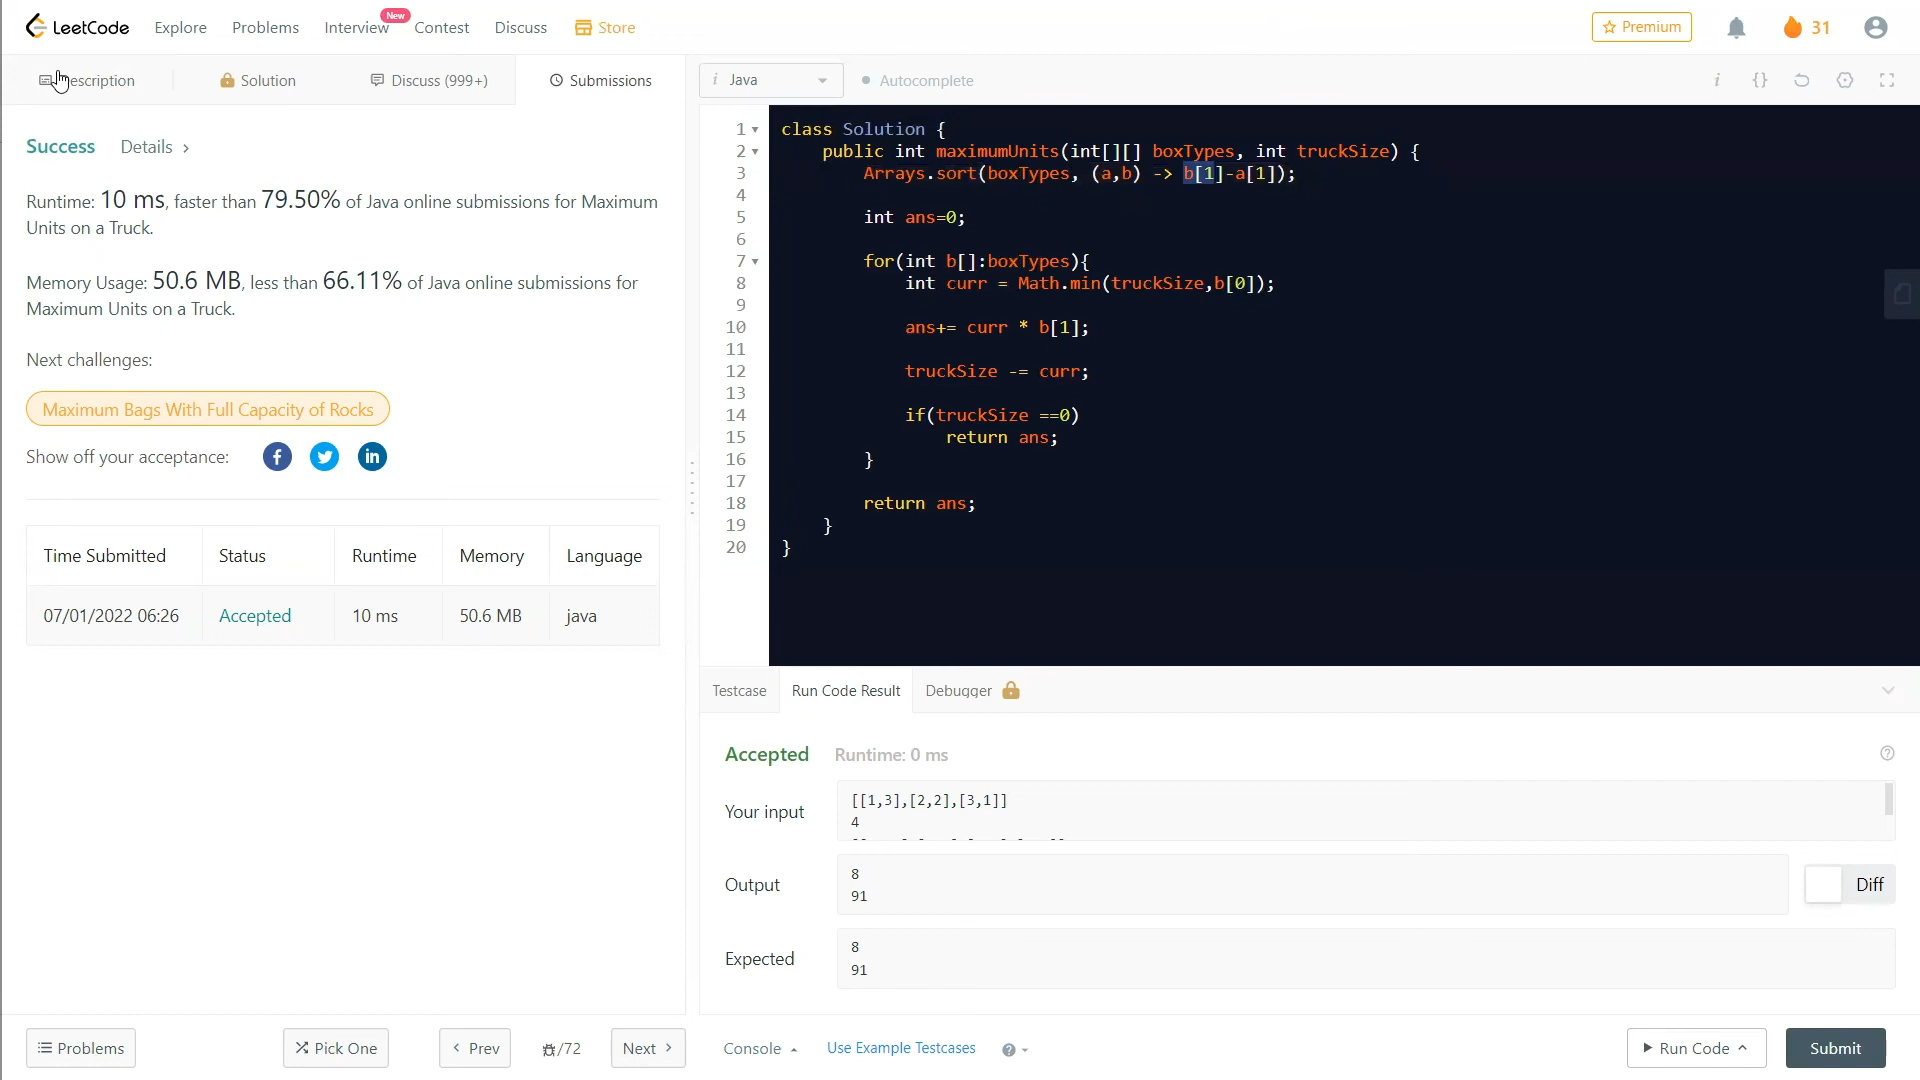 LeetCode
Explore
Problems
Interview
New
Contest
Discuss
Store
Premium
31
Solution
Discuss (999+)
Submissions
i Java
Autocomplete
i
{}
Success
Details >
Runtime: 10 ms, faster than 79.50% of Java online submissions for Maximum
Units on a Truck.
Memory Usage: 50.6 MB, less than 66.11% of Java online submissions for
Maximum Units on a Truck.
Next challenges:
Maximum Bags With Full Capacity of Rocks
Show off your acceptance:
Time Submitted Status Runtime Memory Language
07/01/2022 06:26 Accepted 10 ms 50.6 MB java
1 class Solution {
2 public int maximumUnits(int[][] boxTypes, int truckSize) {
3 Arrays.sort(boxTypes, (a,b) -> b[1]-a[1]);
4
5 int ans=0;
6
7 for(int b[]:boxTypes){
8 int curr = Math.min(truckSize,b[0]);
9
10 ans+= curr * b[1];
11
12 truckSize -= curr;
13
14 if(truckSize ==0)
15 return ans;
16 }
17
18 return ans;
19 }
20 }
Testcase
Run Code Result
Debugger
Accepted
Runtime: 0 ms
Your input
[[1,3],[2,2],[3,1]]
4
Output
8
91
Diff
Expected
8
91
Problems
Pick One
< Prev
/72
Next >
Console
Use Example Testcases
Run Code
Submit